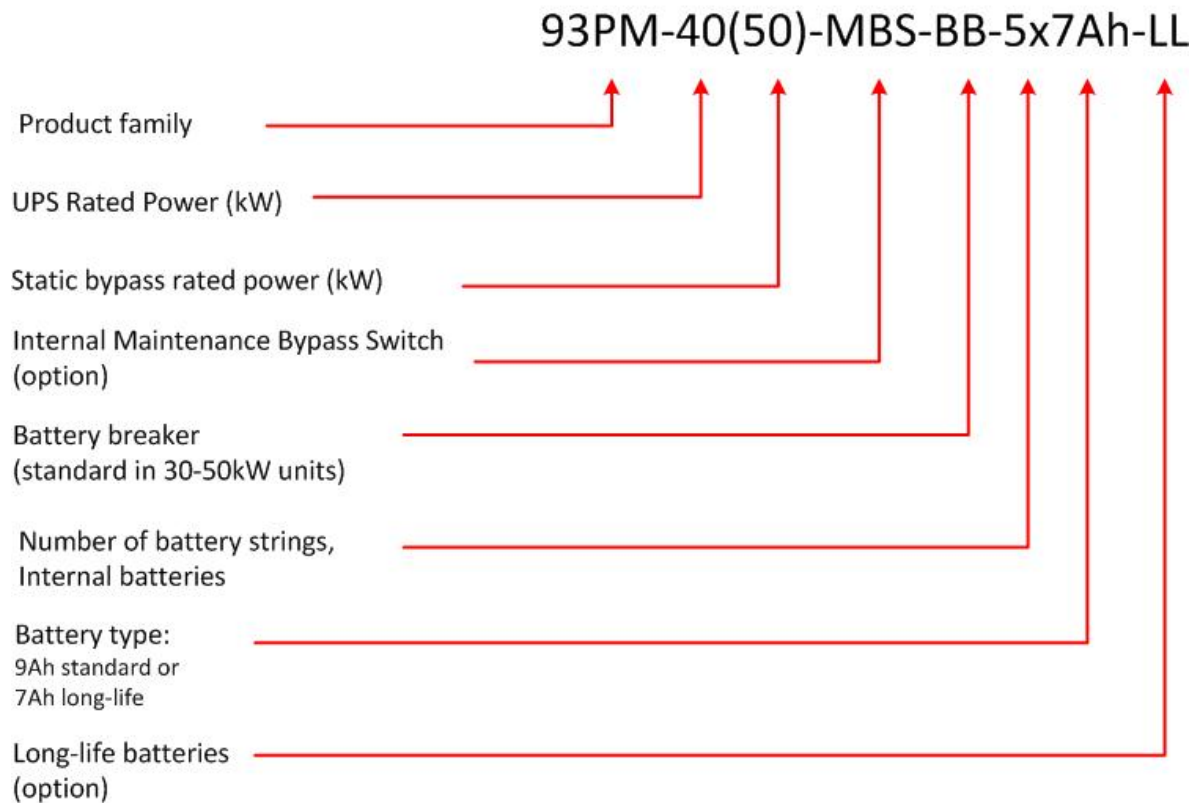 93PM-40(50)-MBS-BB-5x7Ah-LL
Product family
UPS Rated Power (kW)
Static bypass rated power (kW)
Internal Maintenance Bypass Switch
(option)
Battery breaker
(standard in 30-50kW units)
Number of battery strings,
Internal batteries
Battery type:
9Ah standard or
7Ah long-life
Long-life batteries
(option)